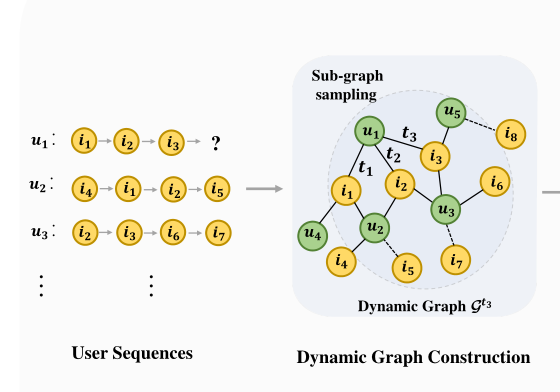 Sub-graph
sampling
u₁: i₁ i₂ i₃ ?
u₂: i₄ i₁ i₂ i₅
u₃: i₂ i₃ i₆ i₇
⋮ ⋮
u₅
u₁ t₃ i₈
t₂ i₃
t₁
i₁ i₂ i₆
u₃
u₄ u₂
i₄ i₅ i₇
Dynamic Graph 𝒢^t₃
User Sequences
Dynamic Graph Construction